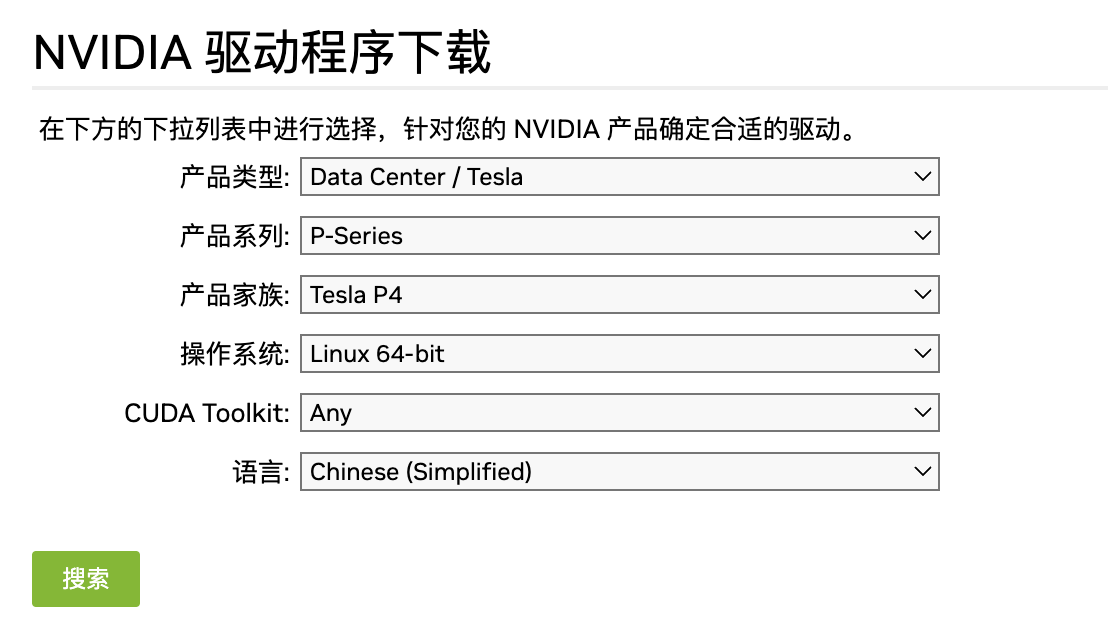 NVIDIA 驱动程序下载
在下方的下拉列表中进行选择，针对您的 NVIDIA 产品确定合适的驱动。
产品类型: Data Center / Tesla
产品系列: P-Series
产品家族: Tesla P4
操作系统: Linux 64-bit
CUDA Toolkit: Any
语言: Chinese (Simplified)
搜索